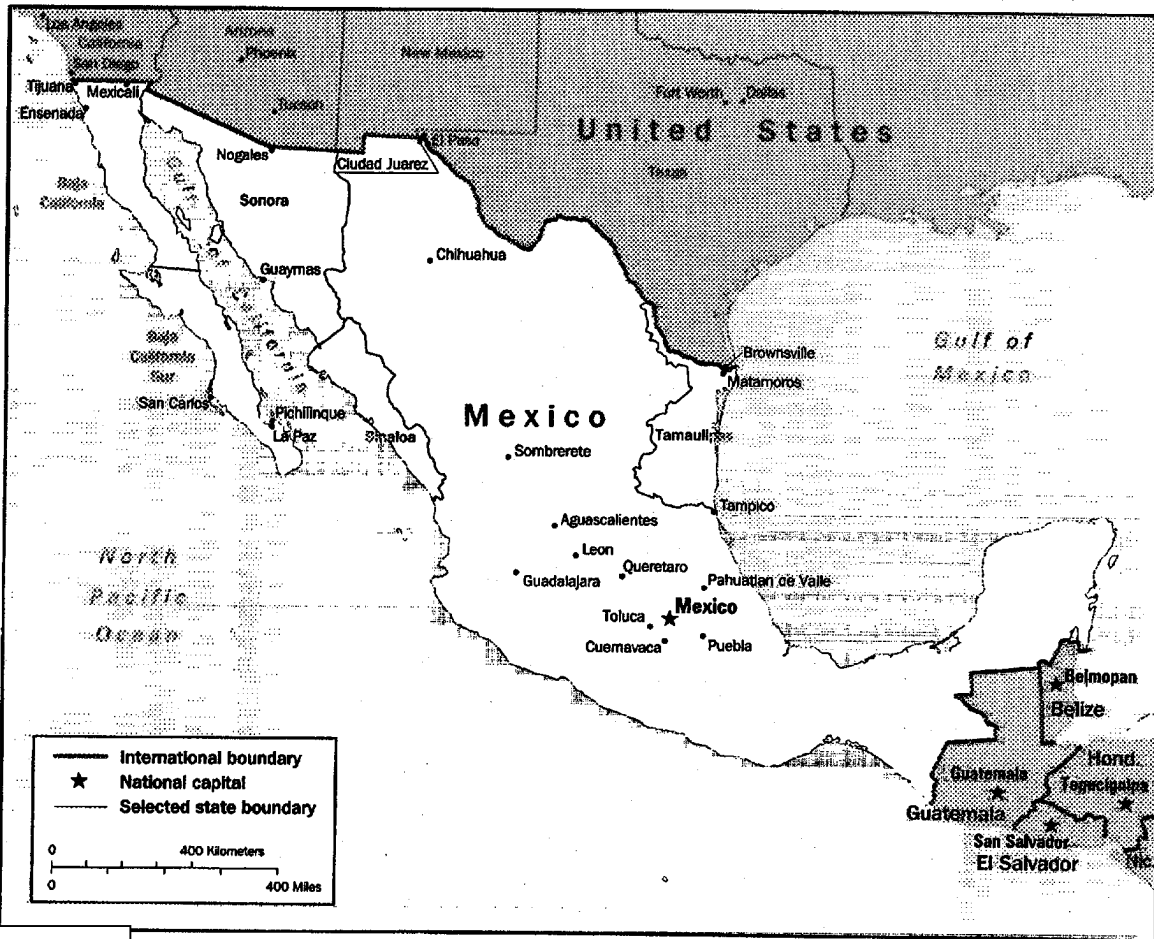 Los Angeles
California
San Diego
Arizona
Phoenix
Tucson
New Mexico
Fort Worth
Dallas
United States
Texas
Tijuana
Mexicali
Ensenada
Nogales
El Paso
Ciudad Juarez
Baja
California
Sonora
Gulf of California
Chihuahua
Guaymas
Baja
California
Sur
San Carlos
Pichilinque
La Paz
Sinaloa
Mexico
Brownsville
Matamoros
Gulf of
Mexico
Tamaulipas
Sombrerete
Tampico
Aguascalientes
Leon
Queretaro
Guadalajara
Pahuatlan de Valle
Mexico
Toluca
Cuernavaca
Puebla
North
Pacific
Ocean
Belmopan
Belize
Hond.
Guatemala
Tegucigalpa
Guatemala
San Salvador
El Salvador
Nic.
International boundary
National capital
Selected state boundary
0 400 Kilometers
0 400 Miles